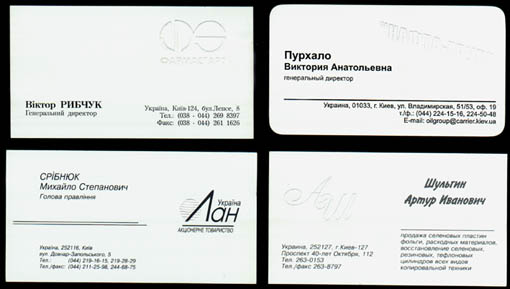 ФАРМАСТАРТ
Віктор РИБЧУК
Генеральний директор
Україна, Київ-124, бул.Лепсе, 8
Тел.: (038 - 044) 269 8397
Факс: (038 - 044) 261 1626
Пурхало
Виктория Анатольевна
генеральный директор
Украина, 01033, г. Киев, ул. Владимирская, 51/53, оф. 19
т./ф.: (044) 224-15-16, 224-50-48
E-mail: oilgroup@carrier.kiev.ua
СРІБНЮК
Михайло Степанович
Голова правління
Україна
Лан
АКЦІОНЕРНЕ ТОВАРИСТВО
Україна, 252116, Київ
вул. Довнар-Запольського, 5
Тел.: (044) 219-16-15, 219-28-29
Тел./факс: (044) 211-25-98, 244-68-75
АШ
Шульгин
Артур Иванович
Украина, 252127, г.Киев-127
Проспект 40-лет Октября, 112
Тел. 263-0153
Тел./факс 263-8797
продажа селеновых пластин
фольги, расходных материалов,
восстановление селеновых,
резиновых, тефлоновых
цилиндров всех видов
копировальной техники